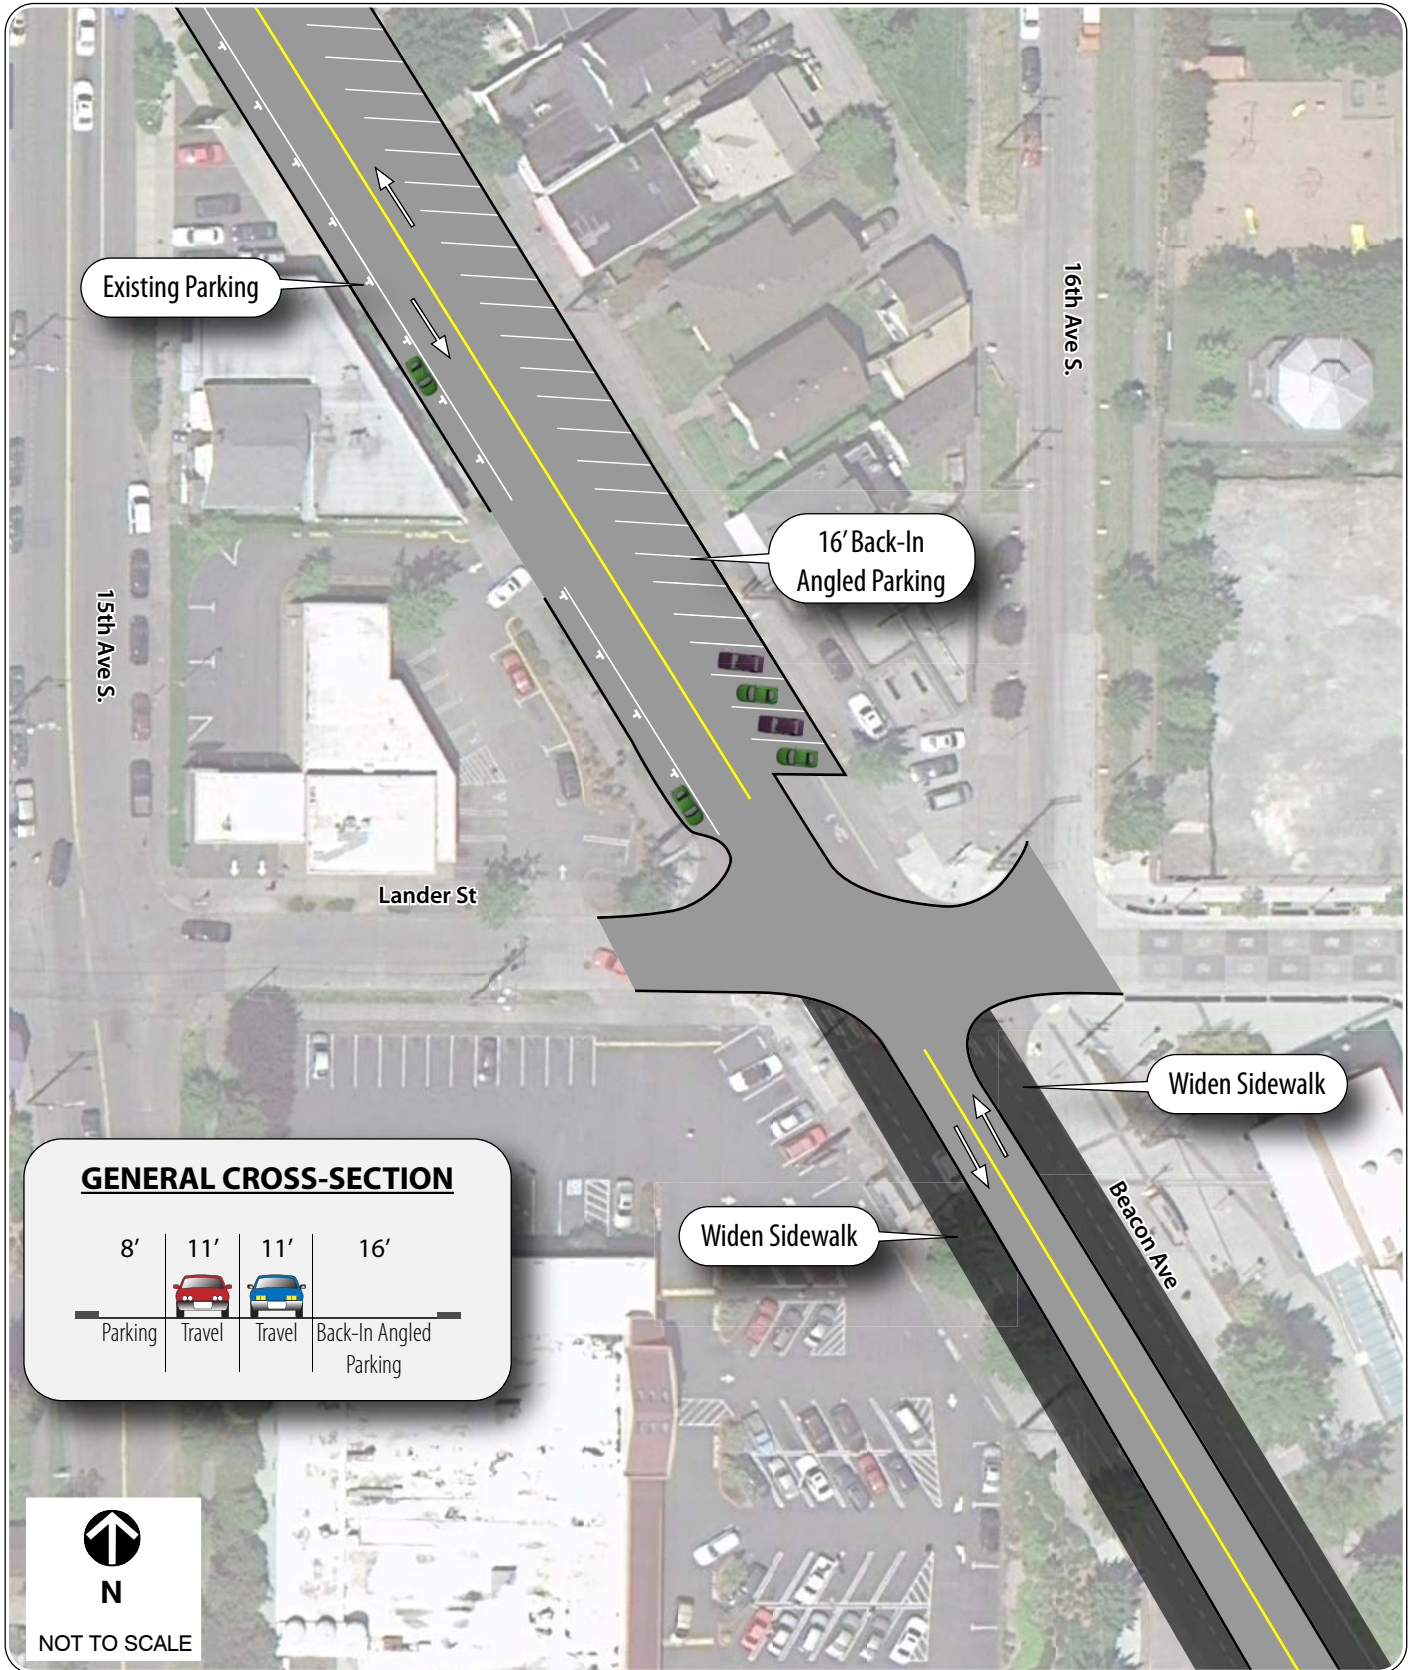 Existing Parking
16th Ave S.
16' Back-In
Angled Parking
15th Ave S.
Lander St
Widen Sidewalk
Widen Sidewalk
Beacon Ave
GENERAL CROSS-SECTION
8' 11' 11' 16'
Parking Travel Travel Back-In Angled
Parking
N
NOT TO SCALE